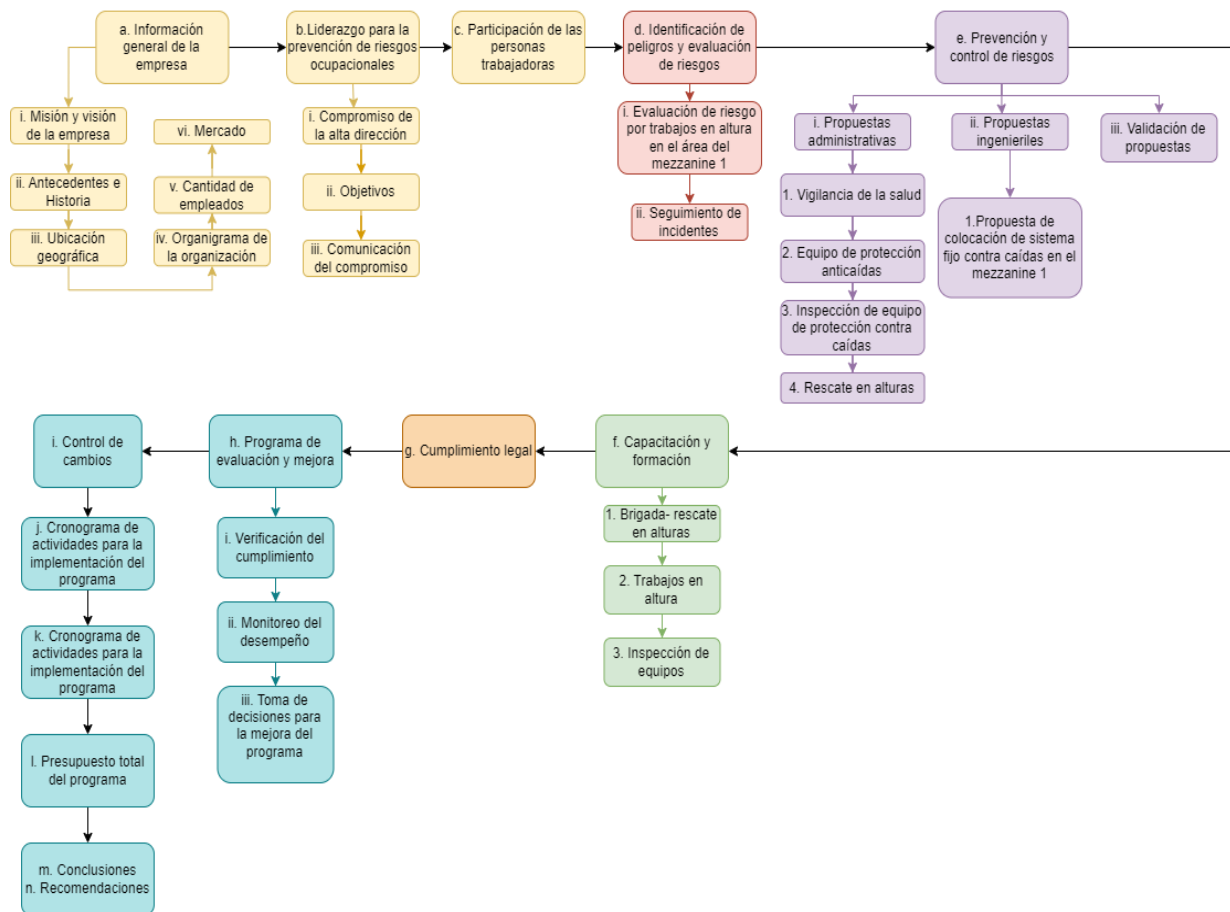 a. Información
general de la
empresa
b.Liderazgo para la
prevención de riesgos
ocupacionales
c. Participación de las
personas
trabajadoras
d. Identificación de
peligros y evaluación
de riesgos
e. Prevención y
control de riesgos
i. Misión y visión
de la empresa
ii. Antecedentes e
Historia
iii. Ubicación
geográfica
iv. Organigrama de
la organización
v. Cantidad de
empleados
vi. Mercado
i. Compromiso de
la alta dirección
ii. Objetivos
iii. Comunicación
del compromiso
i. Evaluación de riesgo
por trabajos en altura
en el área del
mezzanine 1
ii. Seguimiento de
incidentes
i. Propuestas
administrativas
1. Vigilancia de la salud
2. Equipo de protección
anticaídas
3. Inspección de equipo
de protección contra
caídas
4. Rescate en alturas
ii. Propuestas
ingenieriles
1.Propuesta de
colocación de sistema
fijo contra caídas en el
mezzanine 1
iii. Validación de
propuestas
f. Capacitación y
formación
1. Brigada- rescate
en alturas
2. Trabajos en
altura
3. Inspección de
equipos
g. Cumplimiento legal
h. Programa de
evaluación y mejora
i. Verificación del
cumplimiento
ii. Monitoreo del
desempeño
iii. Toma de
decisiones para
la mejora del
programa
i. Control de
cambios
j. Cronograma de
actividades para la
implementación del
programa
k. Cronograma de
actividades para la
implementación del
programa
l. Presupuesto total
del programa
m. Conclusiones
n. Recomendaciones